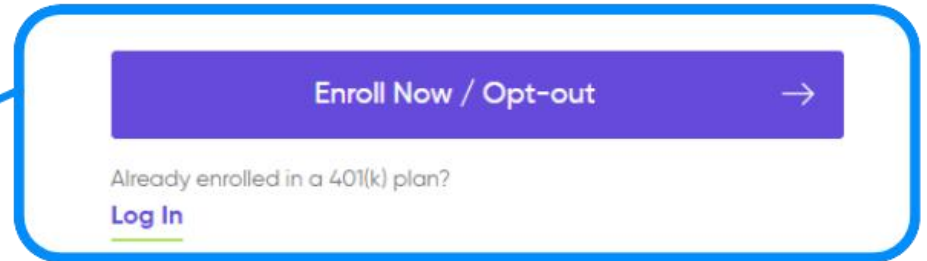 Enroll Now / Opt-out
Already enrolled in a 401(k) plan?
Log In